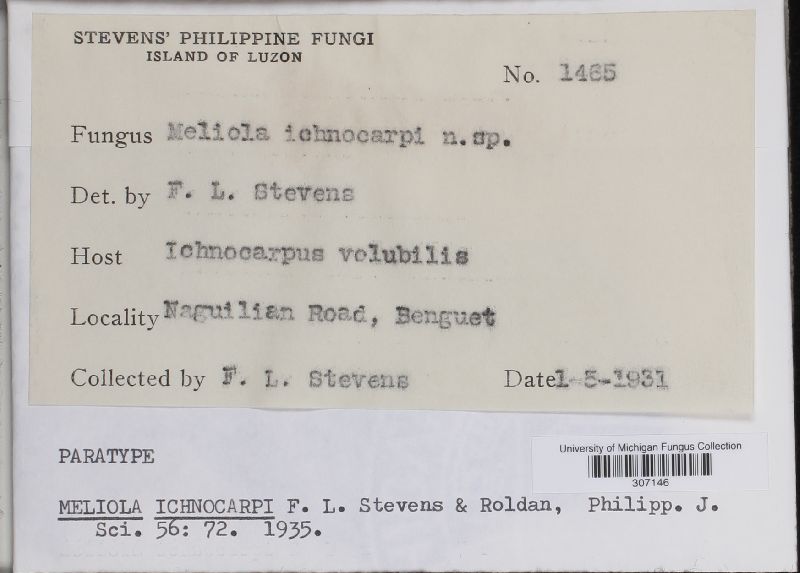 STEVENS' PHILIPPINE FUNGI
ISLAND OF LUZON
No. 1465
Fungus Meliola ichnocarpi n.sp.
Det. by F. L. Stevens
Host Ichnocarpus volubilis
Locality Naguilian Road, Benguet
Collected by F. L. Stevens Date 1-5-1931
PARATYPE
University of Michigan Fungus Collection
307146
MELIOLA ICHNOCARPI F. L. Stevens & Roldan, Philipp. J.
Sci. 56: 72. 1935.